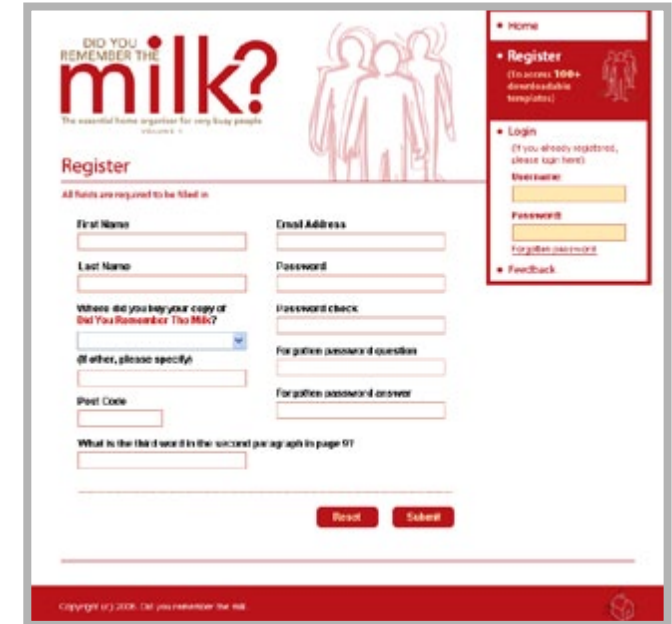 DID YOU
REMEMBER THE
milk?
The essential home organiser for very busy people
Register
All fields are required to be filled in
First Name
Last Name
Where did you buy your copy of
Did You Remember The Milk?
(If other, please specify)
Post Code
What is the third word in the second paragraph in page 9?
Email Address
Password
Password check
Forgotten password question
Forgotten password answer
Reset
Submit
Home
Register
(To access 100+
downloadable
templates)
Login
(If you already registered,
please login here)
Username
Password
Forgotten password
Feedback
Copyright (c) 2006. Did you remember the milk.